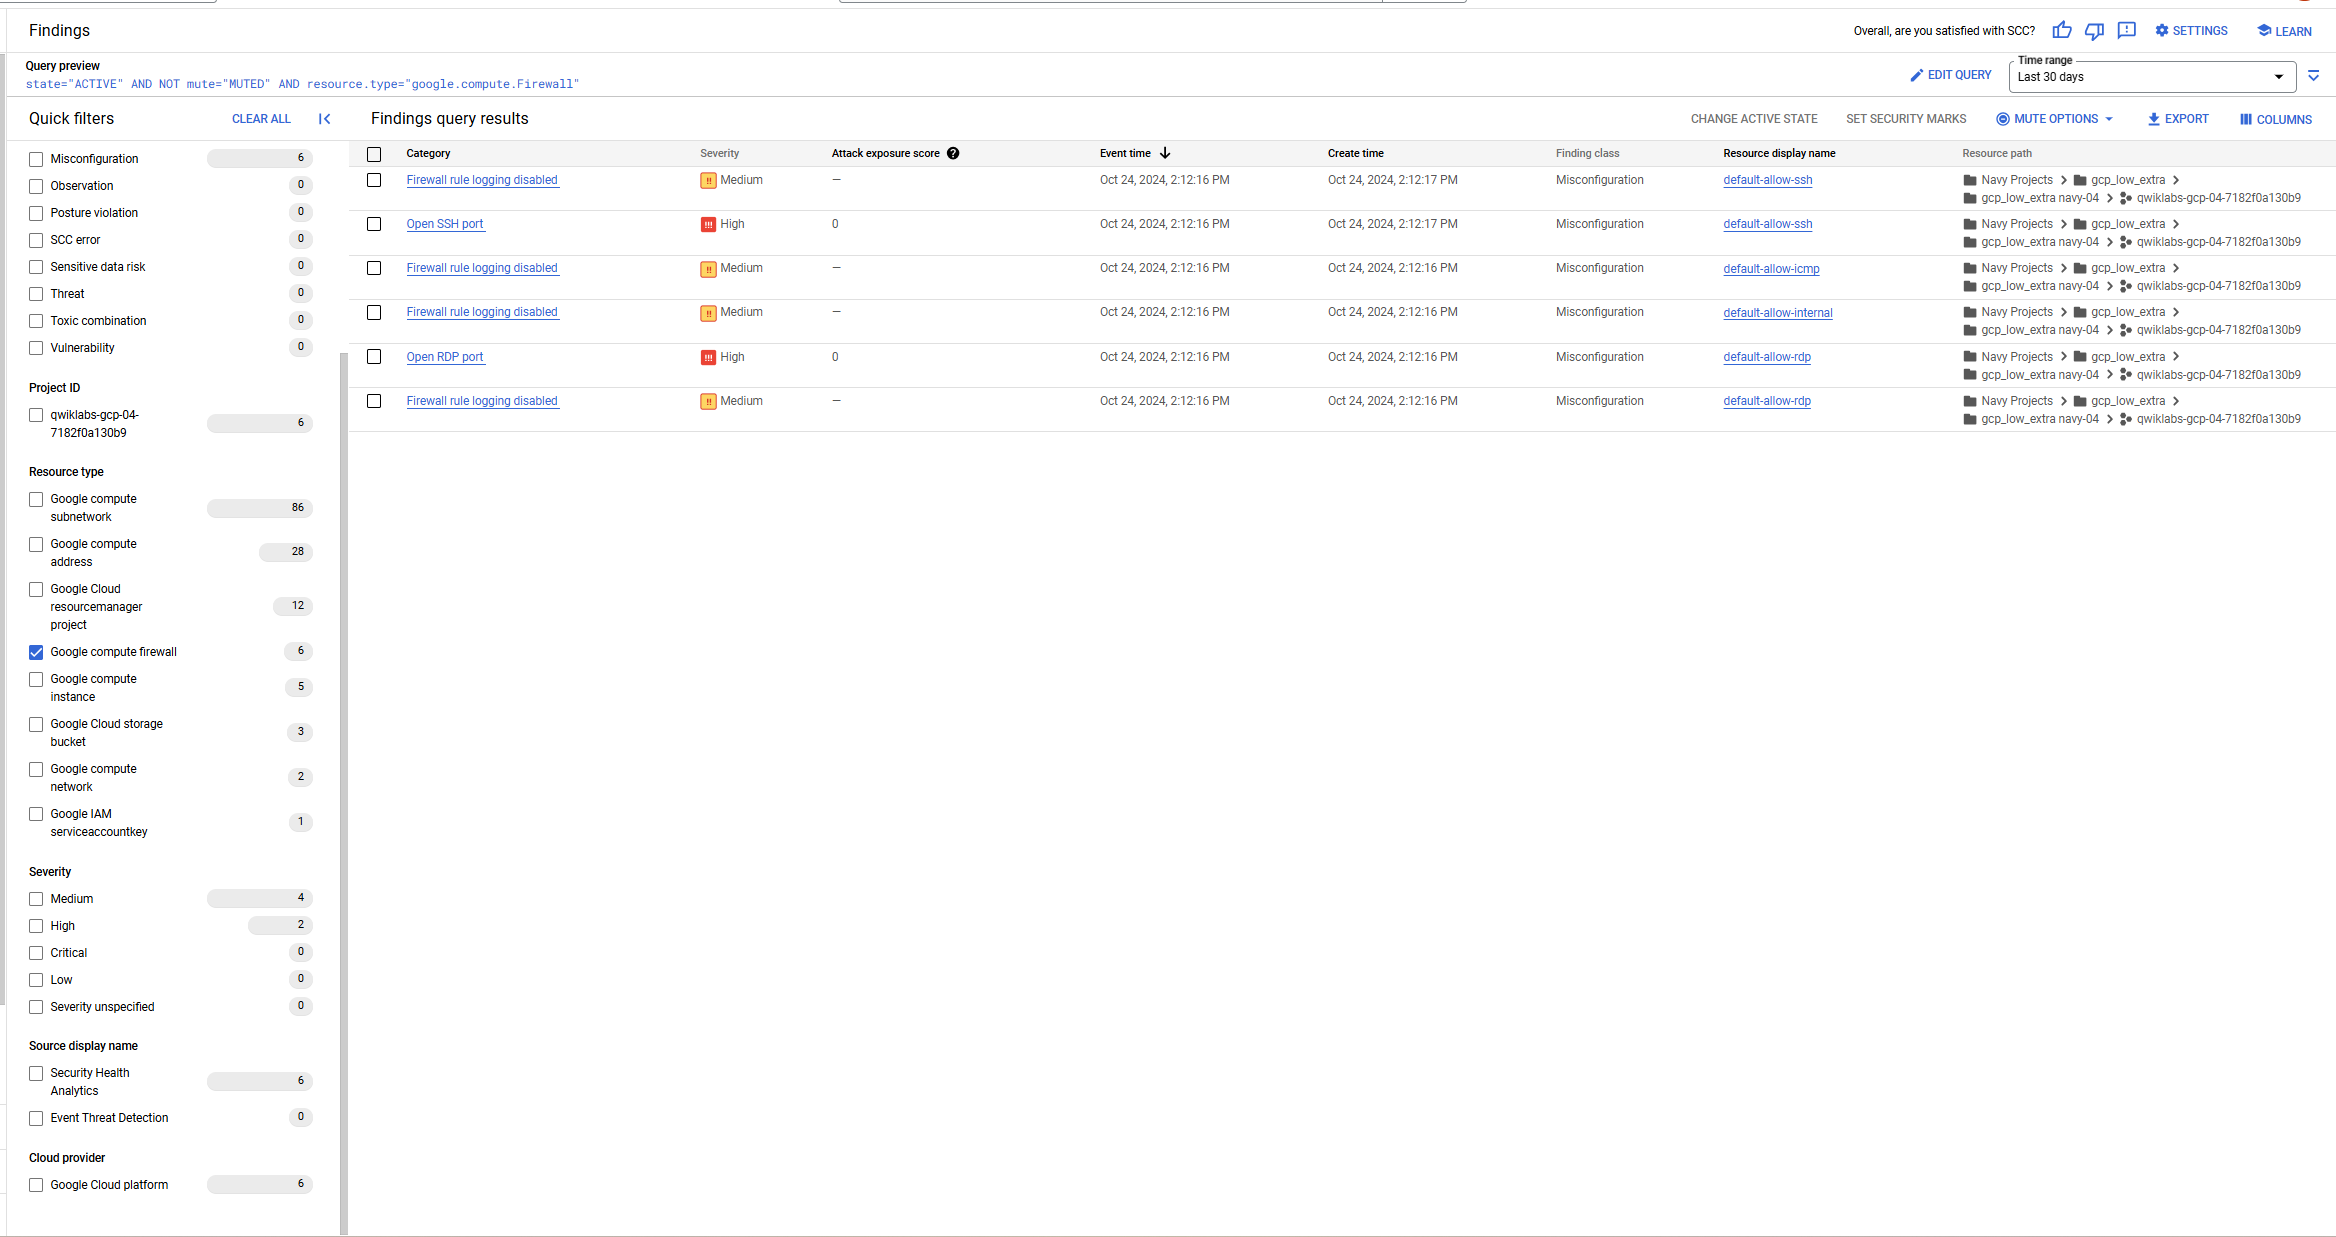 Findings
Overall, are you satisfied with SCC?
SETTINGS
LEARN
Query preview
state="ACTIVE" AND NOT mute="MUTED" AND resource.type="google.compute.Firewall"
EDIT QUERY
Time range
Last 30 days
Quick filters
CLEAR ALL
Misconfiguration 6
Observation 0
Posture violation 0
SCC error 0
Sensitive data risk 0
Threat 0
Toxic combination 0
Vulnerability 0
Project ID
qwiklabs-gcp-04-
7182f0a130b9 6
Resource type
Google compute
subnetwork 86
Google compute
address 28
Google Cloud
resourcemanager 12
project
Google compute firewall 6
Google compute
instance 5
Google Cloud storage
bucket 3
Google compute
network 2
Google IAM
serviceaccountkey 1
Severity
Medium 4
High 2
Critical 0
Low 0
Severity unspecified 0
Source display name
Security Health
Analytics 6
Event Threat Detection 0
Cloud provider
Google Cloud platform 6
Findings query results
CHANGE ACTIVE STATE SET SECURITY MARKS MUTE OPTIONS EXPORT COLUMNS
Category Severity Attack exposure score ? Event time Create time Finding class Resource display name Resource path
Firewall rule logging disabled !! Medium — Oct 24, 2024, 2:12:16 PM Oct 24, 2024, 2:12:17 PM Misconfiguration default-allow-ssh Navy Projects > gcp_low_extra >
gcp_low_extra navy-04 > qwiklabs-gcp-04-7182f0a130b9
Open SSH port !!! High 0 Oct 24, 2024, 2:12:16 PM Oct 24, 2024, 2:12:17 PM Misconfiguration default-allow-ssh Navy Projects > gcp_low_extra >
gcp_low_extra navy-04 > qwiklabs-gcp-04-7182f0a130b9
Firewall rule logging disabled !! Medium — Oct 24, 2024, 2:12:16 PM Oct 24, 2024, 2:12:16 PM Misconfiguration default-allow-icmp Navy Projects > gcp_low_extra >
gcp_low_extra navy-04 > qwiklabs-gcp-04-7182f0a130b9
Firewall rule logging disabled !! Medium — Oct 24, 2024, 2:12:16 PM Oct 24, 2024, 2:12:16 PM Misconfiguration default-allow-internal Navy Projects > gcp_low_extra >
gcp_low_extra navy-04 > qwiklabs-gcp-04-7182f0a130b9
Open RDP port !!! High 0 Oct 24, 2024, 2:12:16 PM Oct 24, 2024, 2:12:16 PM Misconfiguration default-allow-rdp Navy Projects > gcp_low_extra >
gcp_low_extra navy-04 > qwiklabs-gcp-04-7182f0a130b9
Firewall rule logging disabled !! Medium — Oct 24, 2024, 2:12:16 PM Oct 24, 2024, 2:12:16 PM Misconfiguration default-allow-rdp Navy Projects > gcp_low_extra >
gcp_low_extra navy-04 > qwiklabs-gcp-04-7182f0a130b9